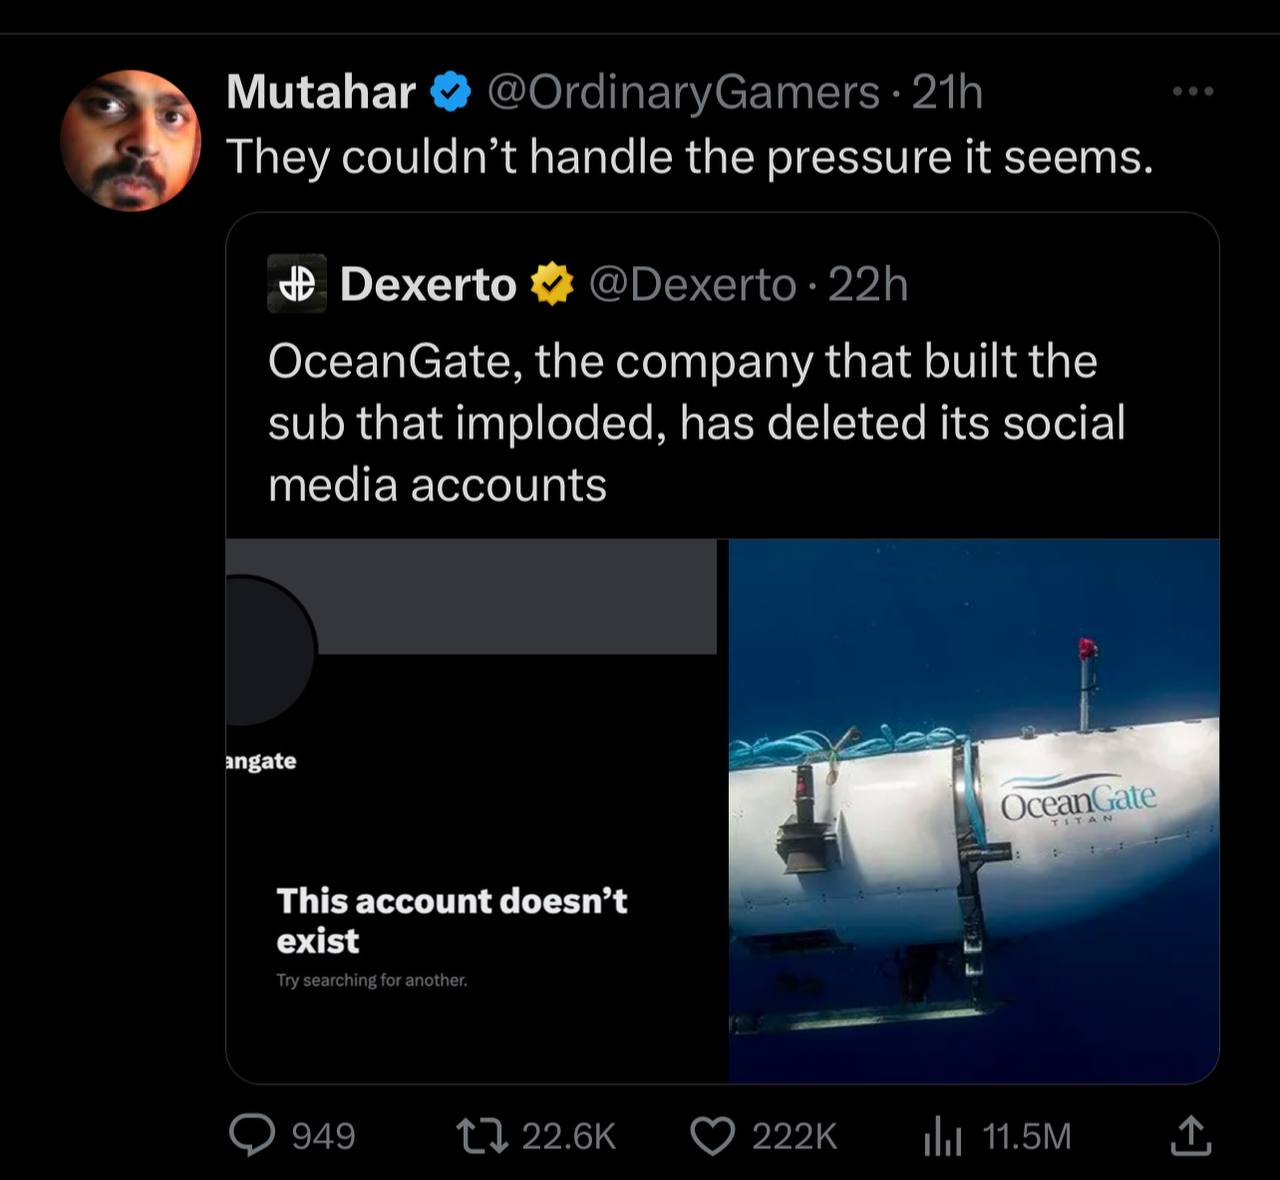 Mutahar @OrdinaryGamers · 21h
They couldn’t handle the pressure it seems.
Dexerto @Dexerto · 22h
OceanGate, the company that built the
sub that imploded, has deleted its social
media accounts
angate
This account doesn’t
exist
Try searching for another.
OceanGate
TITAN
949 22.6K 222K 11.5M